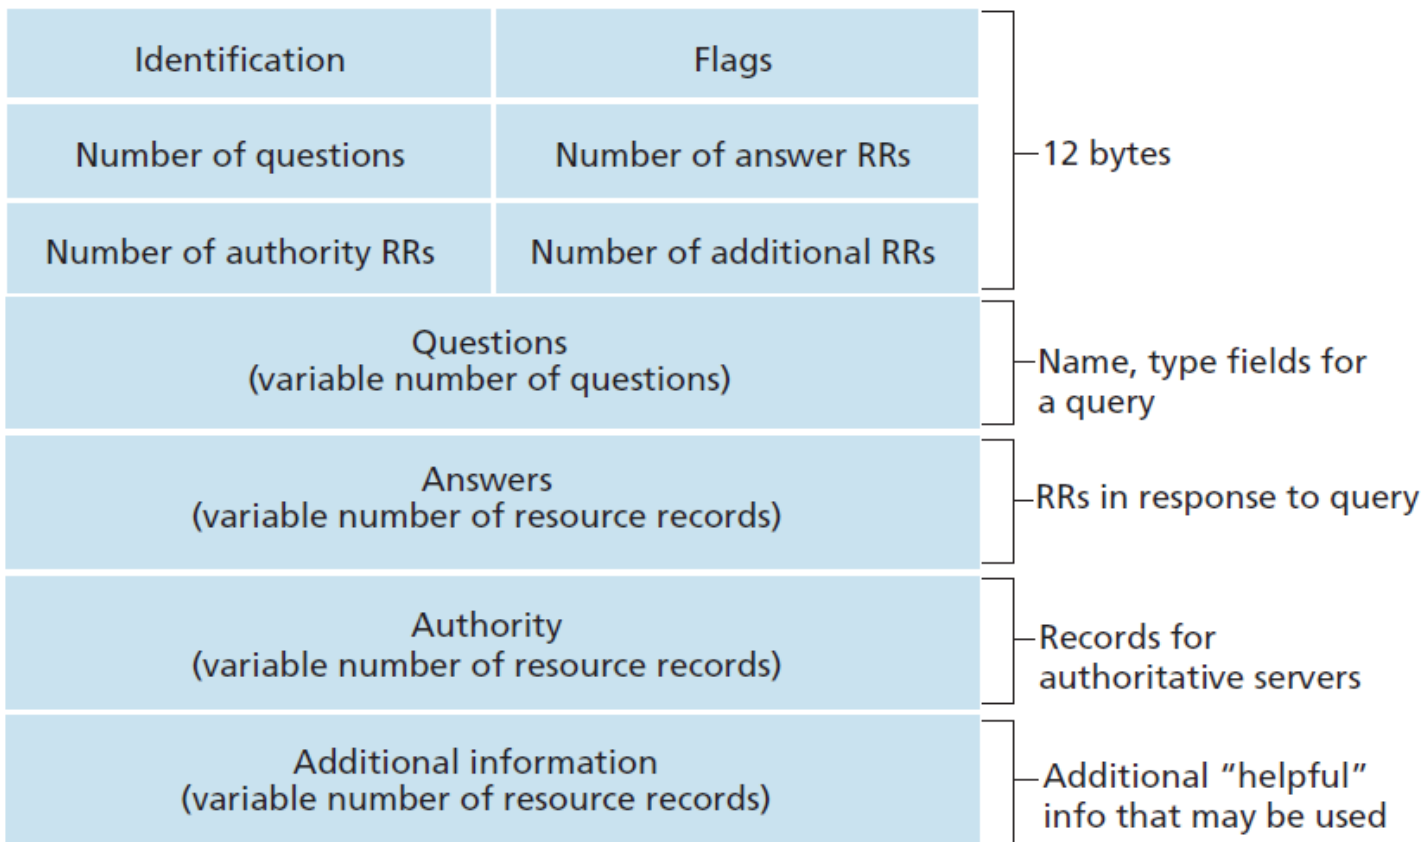 Identification
Flags
Number of questions
Number of answer RRs
12 bytes
Number of authority RRs
Number of additional RRs
Questions
(variable number of questions)
Name, type fields for
a query
Answers
(variable number of resource records)
RRs in response to query
Authority
(variable number of resource records)
Records for
authoritative servers
Additional information
(variable number of resource records)
Additional “helpful”
info that may be used